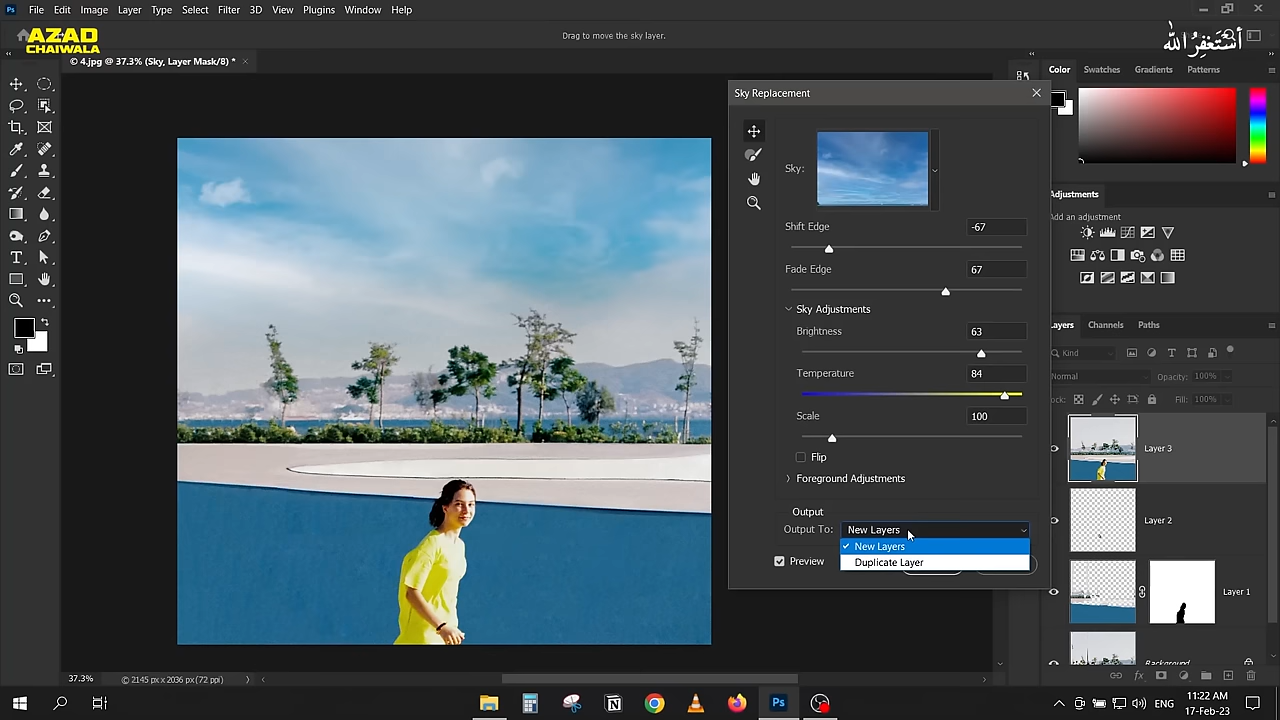 File Edit Image Layer Type Select Filter 3D View Plugins Window Help
AZAD
CHAIWALA
Drag to move the sky layer.
أستغفر الله
© 4.jpg @ 37.3% (Sky, Layer Mask/8) *
Color Swatches Gradients Patterns
Sky Replacement
Sky:
Shift Edge -67
Fade Edge 67
Sky Adjustments
Brightness 63
Temperature 84
Scale 100
Flip
Foreground Adjustments
Output
Output To: New Layers
New Layers
Duplicate Layer
Preview
Adjustments
Add an adjustment
Layers Channels Paths
Kind
Normal Opacity: 100%
ock: Fill: 100%
Layer 3
Layer 2
Layer 1
Background
37.3% © 2145 px x 2036 px (72 ppi)
ENG 11:22 AM
17-Feb-23